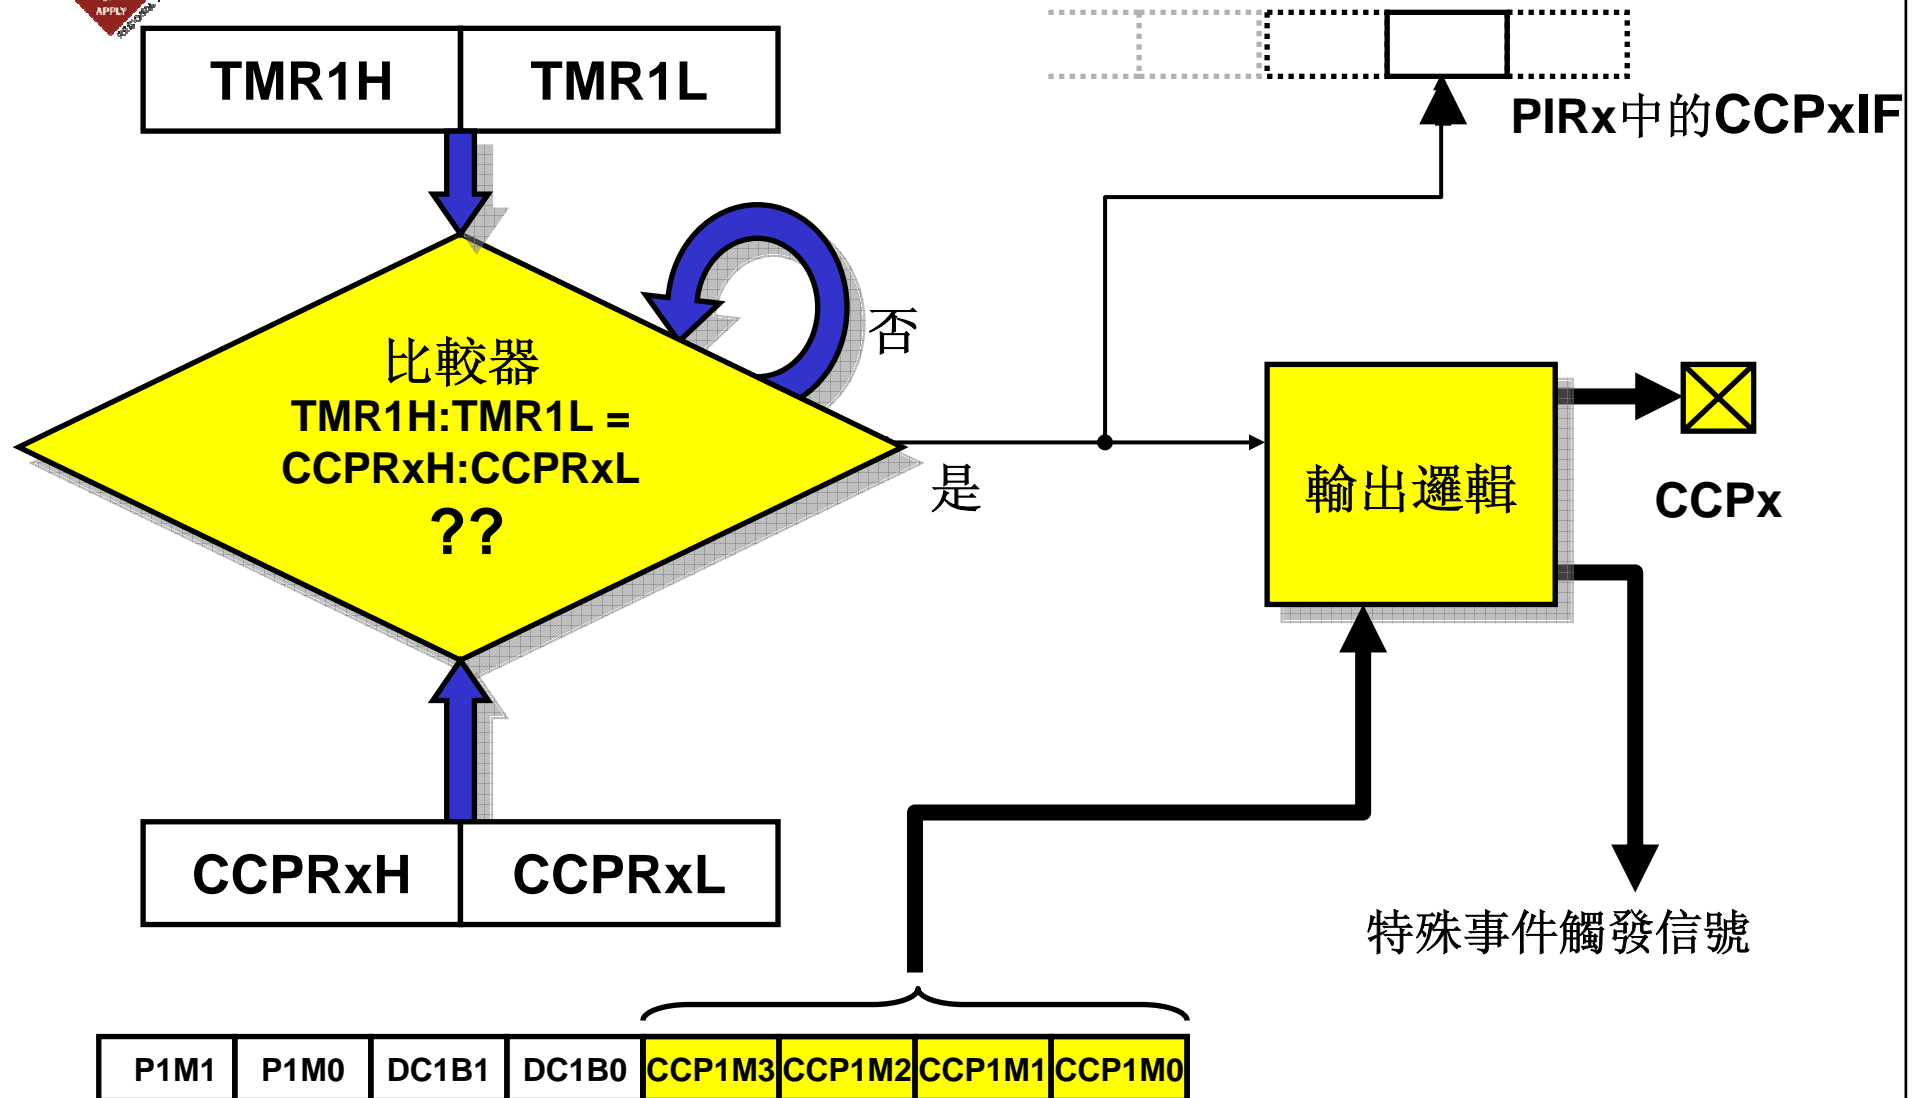 APPLY
TMR1H TMR1L
PIRx中的CCPxIF
否
比較器
TMR1H:TMR1L =
CCPRxH:CCPRxL
??
是
輸出邏輯
CCPx
CCPRxH CCPRxL
特殊事件觸發信號
P1M1 P1M0 DC1B1 DC1B0 CCP1M3 CCP1M2 CCP1M1 CCP1M0